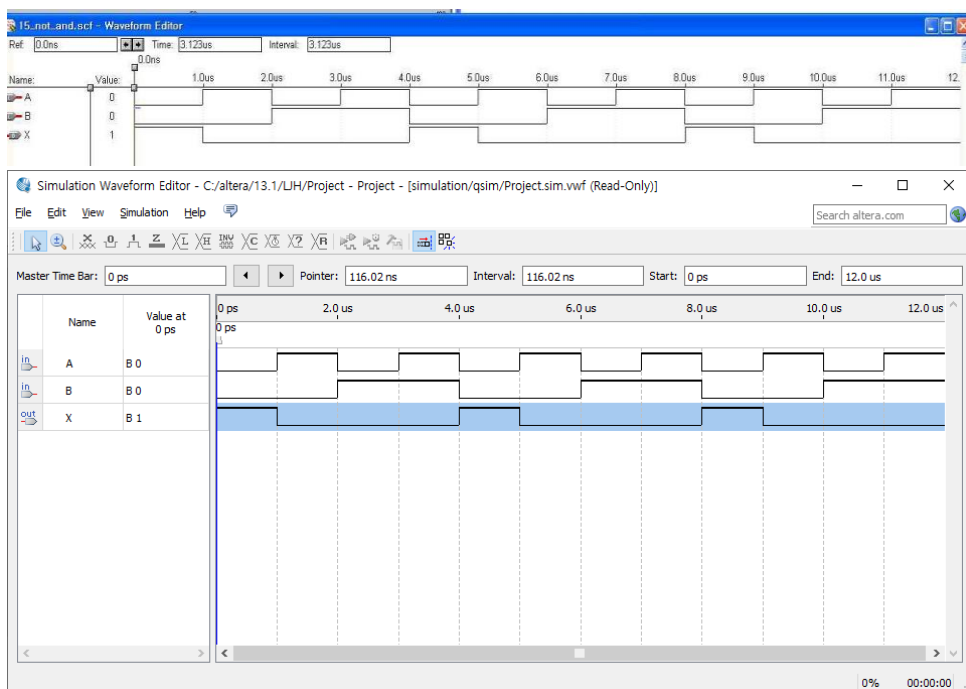 15_not_and.scf - Waveform Editor
Ref: 0.0ns Time: 3.123us Interval: 3.123us
0.0ns
Name: Value: 1.0us 2.0us 3.0us 4.0us 5.0us 6.0us 7.0us 8.0us 9.0us 10.0us 11.0us 12.
A 0
B 0
X 1
Simulation Waveform Editor - C:/altera/13.1/LJH/Project - Project - [simulation/qsim/Project.sim.vwf (Read-Only)]
File Edit View Simulation Help Search altera.com
Master Time Bar: 0 ps Pointer: 116.02 ns Interval: 116.02 ns Start: 0 ps End: 12.0 us
Name Value at 0 ps 0 ps 2.0 us 4.0 us 6.0 us 8.0 us 10.0 us 12.0 us
0 ps
in A B 0
in B B 0
out X B 1
0% 00:00:00